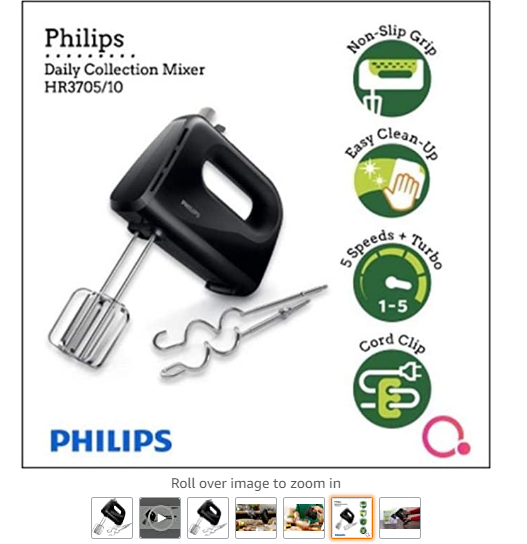 Philips
Daily Collection Mixer
HR3705/10
Non-Slip Grip
Easy Clean-Up
PHILIPS
5 Speeds + Turbo
1-5
Cord Clip
PHILIPS
Roll over image to zoom in